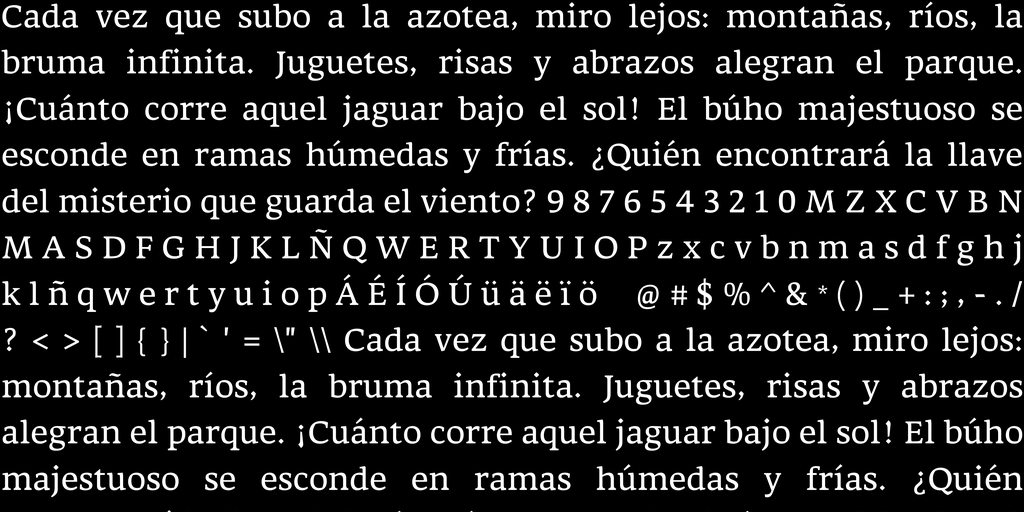 Cada vez que subo a la azotea, miro lejos: montañas, ríos, la
bruma infinita. Juguetes, risas y abrazos alegran el parque.
¡Cuánto corre aquel jaguar bajo el sol! El búho majestuoso se
esconde en ramas húmedas y frías. ¿Quién encontrará la llave
del misterio que guarda el viento? 9 8 7 6 5 4 3 2 1 0 M Z X C V B N
M A S D F G H J K L Ñ Q W E R T Y U I O P z x c v b n m a s d f g h j
k l ñ q w e r t y u i o p Á É Í Ó Ú ü ä ë ï ö @ # $ % ^ & * ( ) _ + : ; , - . /
? < > [ ] { } | ` ' = \" \\ Cada vez que subo a la azotea, miro lejos:
montañas, ríos, la bruma infinita. Juguetes, risas y abrazos
alegran el parque. ¡Cuánto corre aquel jaguar bajo el sol! El búho
majestuoso se esconde en ramas húmedas y frías. ¿Quién